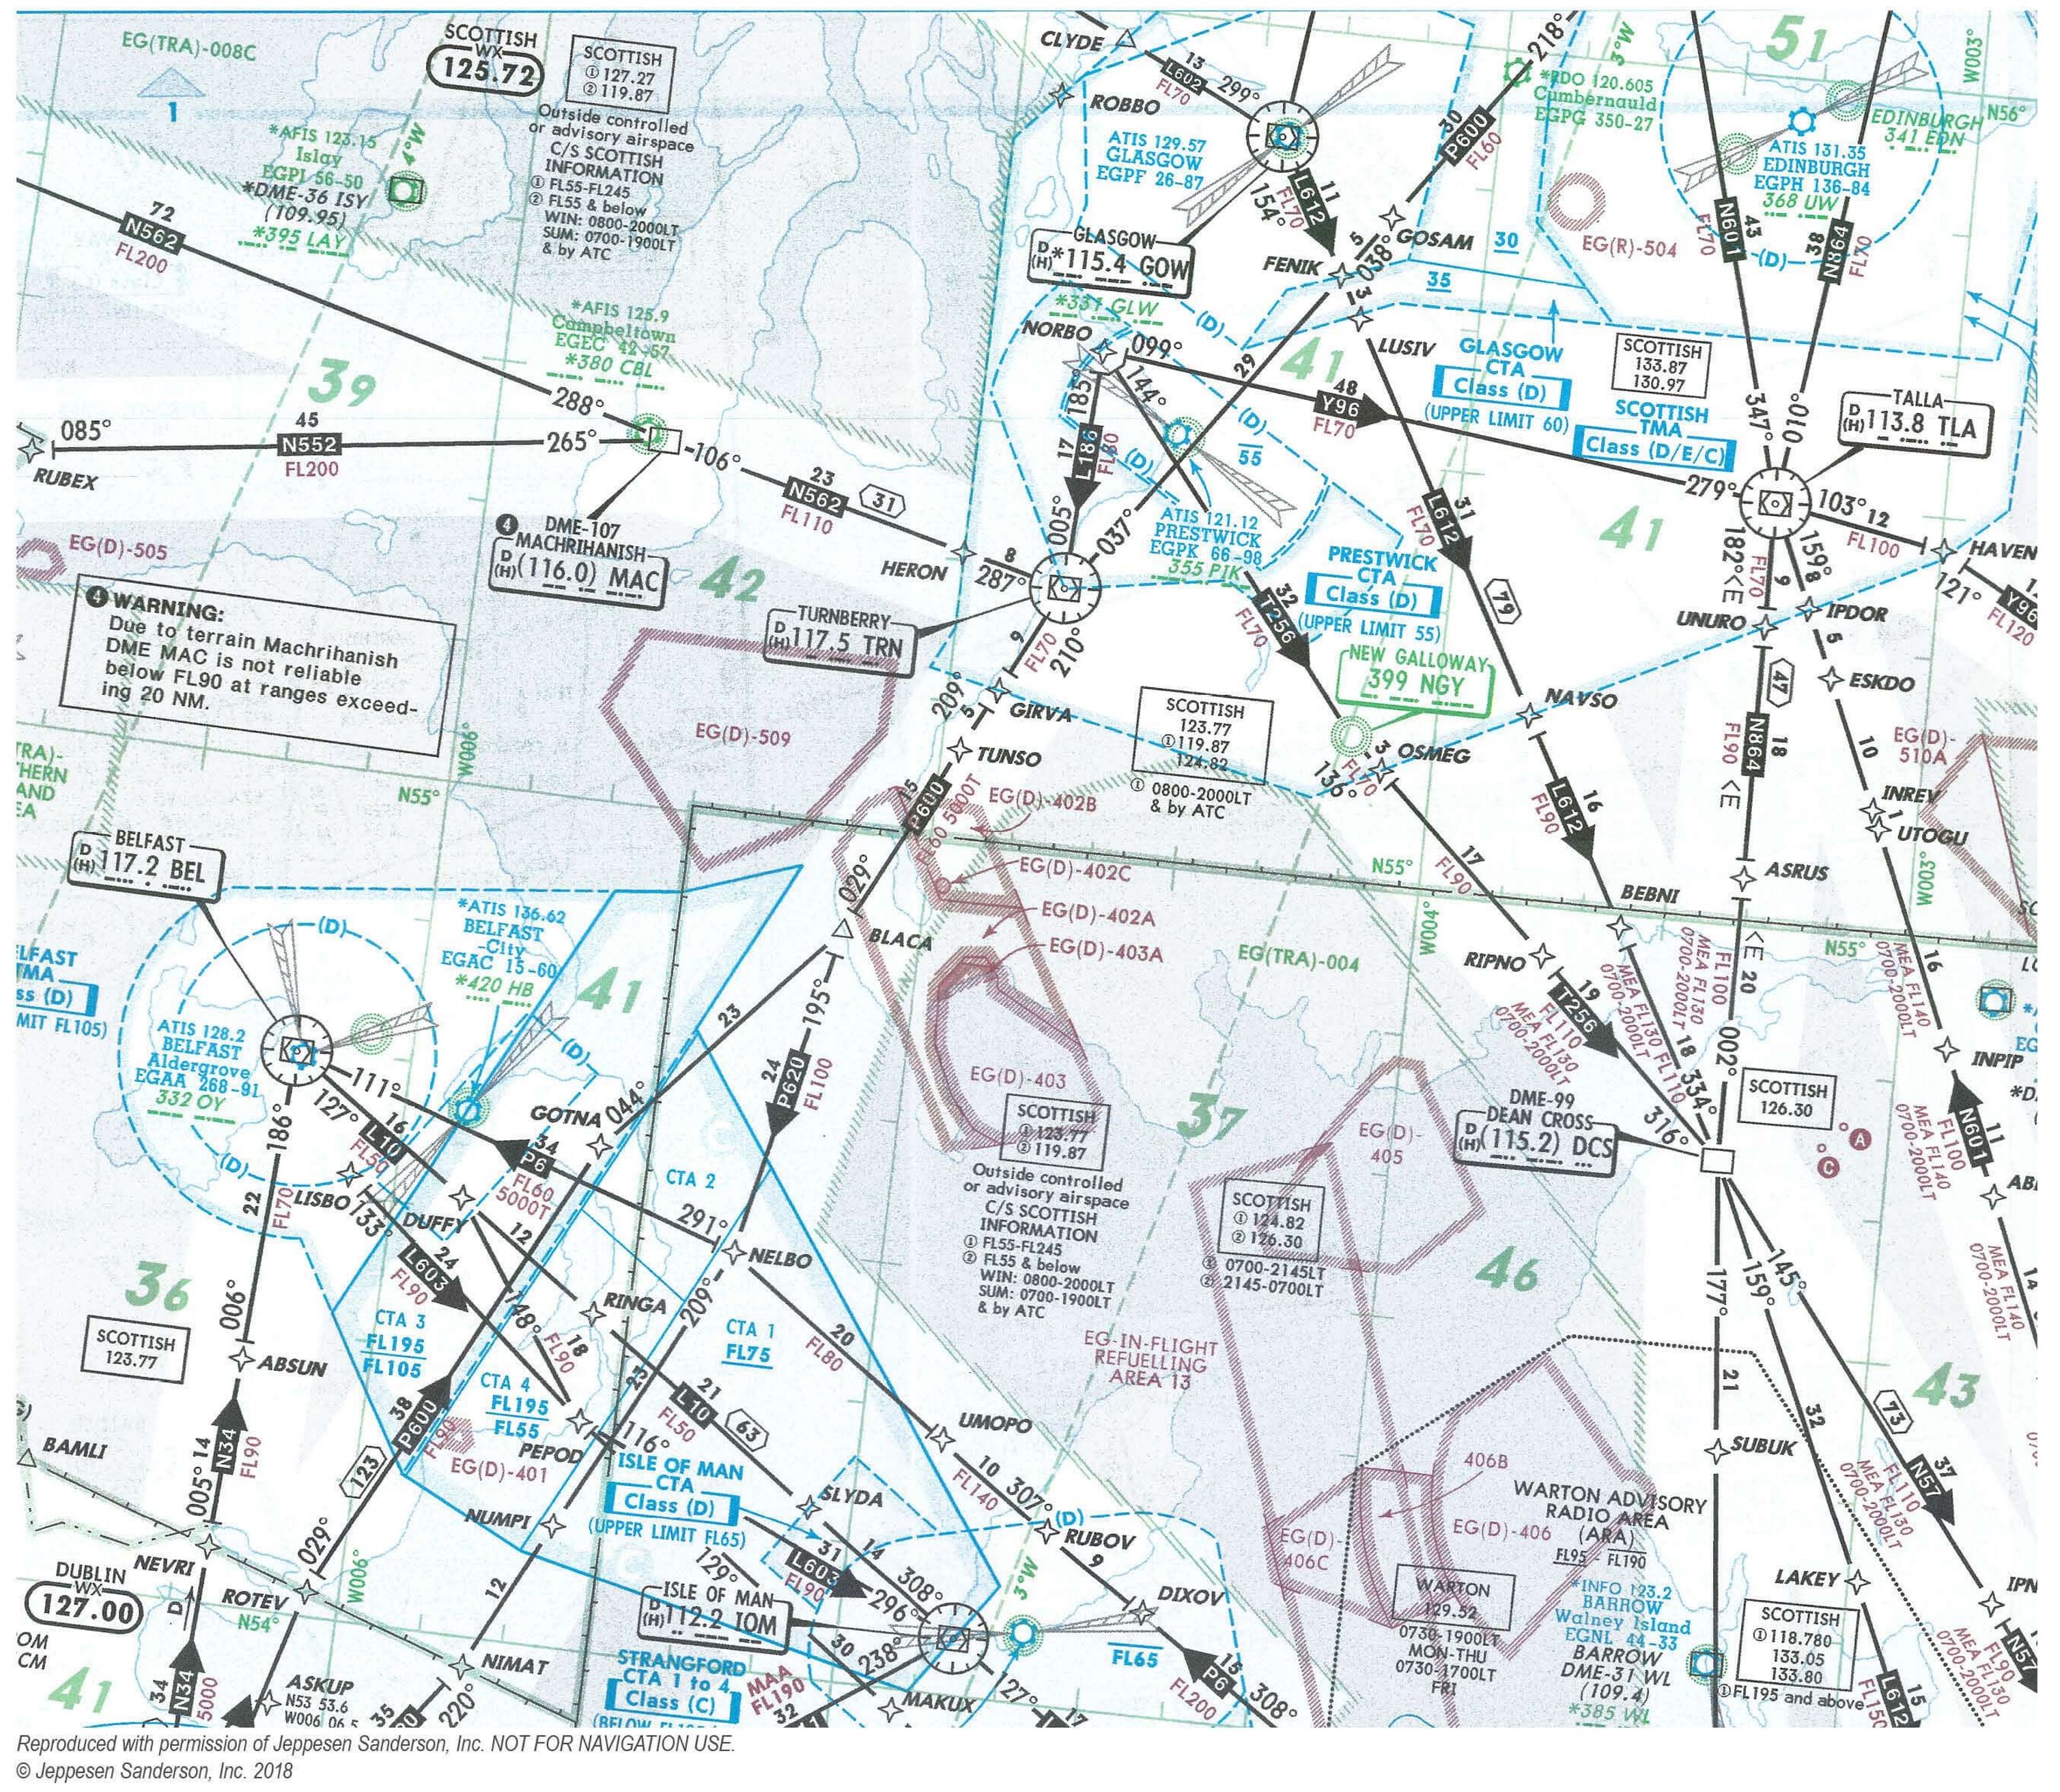 EG(TRA)-008C
1
SCOTTISH
WX
125.72
SCOTTISH
① 127.27
② 119.87
Outside controlled
or advisory airspace
C/S SCOTTISH
INFORMATION
① FL55-FL245
② FL55 & below
WIN: 0800-2000LT
SUM: 0700-1900LT
& by ATC
*AFIS 123.15
Islay
EGPI 56-50
*DME-36 ISY
(109.95)
*395 LAY
4°W
72
N562
FL200
39
*AFIS 125.9
Campbeltown
EGEC 42-57
*380 CBL
288°
085°
45
N552
FL200
265°
RUBEX
106°
23
N562
31
FL110
HERON
8
287°
4
DME-107
MACHRIHANISH
D
(H)
(116.0) MAC
EG(D)-505
4 WARNING:
Due to terrain Machrihanish
DME MAC is not reliable
below FL90 at ranges exceed-
ing 20 NM.
42
TURNBERRY
D
(H)
117.5 TRN
EG(D)-509
W006°
N55°
CLYDE
13
L602
FL70
299°
ROBBO
ATIS 129.57
GLASGOW
EGPF 26-87
154°
FL70
L612
11
GLASGOW
D
(H)
*115.4 GOW
*331 GLW
FENIK
5
038°
GOSAM
30
P600
FL60
218°
3°W
*RDO 120.605
Cumbernauld
EGPG 350-27
EG(R)-504
30
35
13
LUSIV
41
GLASGOW
CTA
Class (D)
(UPPER LIMIT 60)
SCOTTISH
133.87
130.97
SCOTTISH
TMA
Class (D/E/C)
51
W003°
N56°
EDINBURGH
341 EDN
ATIS 131.35
EDINBURGH
EGPH 136-84
368 UW
FL70
N601
43
(D)
38
N864
FL70
TALLA
D
(H)
113.8 TLA
347°
010°
279°
103°
12
FL100
HAVEN
121°
Y96
FL120
182°
<E
FL70
9
159°
8
UNURO
IPDOR
5
ESKDO
47
FL90
N864
18
<E
10
INREV
1
UTOGU
EG(D)-
510A
W003°
ASRUS
NORBO
099°
144°
185°
29
48
Y96
FL70
(D)
(D)
(D)
55
17
L186
FL80
005°
037°
ATIS 121.12
PRESTWICK
EGPK 66-98
355 PIK
PRESTWICK
CTA
Class (D)
(UPPER LIMIT 55)
32
T256
FL70
31
L612
FL70
79
41
NEW GALLOWAY
399 NGY
NAVSO
3
OSMEG
FL70
136°
9
FL70
210°
209°
GIRVA
5
TUNSO
SCOTTISH
123.77
① 119.87
124.82
① 0800-2000LT
& by ATC
15
P600
FL60 5000T
EG(D)-402B
EG(D)-402C
EG(D)-402A
EG(D)-403A
EG(D)-403
029°
BLACA
17
FL90
16
L612
FL90
BEBNI
N55°
W004°
EG(TRA)-004
N55°
RIPNO
19
T256
FL110
MEA FL130
0700-2000LT
MEA FL130
0700-2000LT
18
FL110
334°
316°
FL100
MEA FL130
0700-2000LT
<E
20
002°
16
MEA FL140
0700-2000LT
INPIP
11
N601
FL100
MEA FL140
0700-2000LT
14
MEA FL140
0700-2000LT
BELFAST
D
(H)
117.2 BEL
*ATIS 136.62
BELFAST
-City
EGAC 15-60
*420 HB
(D)
41
ATIS 128.2
BELFAST
Aldergrove
EGAA 268-91
332 OY
(D)
(D)
111°
127°
186°
16
L10
FL50
34
P6
FL60
5000T
GOTNA
044°
23
195°
24
P620
FL100
CTA 2
291°
NELBO
209°
22
FL70
006°
LISBO
133°
DUFFY
12
24
L603
FL90
148°
RINGA
18
FL90
36
SCOTTISH
123.77
ABSUN
CTA 3
FL195
FL105
CTA 4
FL195
FL55
CTA 1
FL75
20
FL80
37
SCOTTISH
① 123.77
② 119.87
Outside controlled
or advisory airspace
C/S SCOTTISH
INFORMATION
① FL55-FL245
② FL55 & below
WIN: 0800-2000LT
SUM: 0700-1900LT
& by ATC
EG-IN-FLIGHT
REFUELLING
AREA 13
SCOTTISH
① 124.82
② 126.30
① 0700-2145LT
② 2145-0700LT
EG(D)-
405
DME-99
DEAN CROSS
D
(H)
(115.2) DCS
SCOTTISH
126.30
A
C
46
177°
159°
145°
21
32
73
37
N57
43
SUBUK
FL110
MEA FL130
0700-2000LT
MEA FL130
0700-2000LT
BAMLI
14
N34
FL90
005°
38
P600
FL90
123
EG(D)-401
PEPOD
116°
23
21
L10
FL50
63
UMOPO
10
FL140
307°
ISLE OF MAN
CTA
Class (D)
(UPPER LIMIT FL65)
SLYDA
NUMPI
31
L603
FL90
14
308°
296°
129°
(D)
RUBOV
9
DIXOV
FL65
3°W
029°
NEVRI
ROTEV
DUBLIN
WX
127.00
D
W006°
N54°
12
ISLE OF MAN
D
(H)
112.2 IOM
30
238°
MAA
FL190
32
STRANGFORD
CTA 1 to 4
Class (C)
MAKUX
127°
17
15
P6
FL200
308°
NIMAT
220°
35
ASKUP
N53 53.6
W006 06.5
34
N34
5000
41
406B
EG(D)-406
EG(D)-
406C
WARTON ADVISORY
RADIO AREA
(ARA)
FL95 - FL190
WARTON
129.52
0730-1900LT
MON-THU
0730-1700LT
FRI
*INFO 123.2
BARROW
Walney Island
EGNL 44-33
BARROW
DME-31 WL
(109.4)
*385 WL
LAKEY
SCOTTISH
① 118.780
133.05
133.80
① FL195 and above
15
L612
FL150
FL90
MEA FL130
0700-2000LT
N57
Reproduced with permission of Jeppesen Sanderson, Inc. NOT FOR NAVIGATION USE.
© Jeppesen Sanderson, Inc. 2018